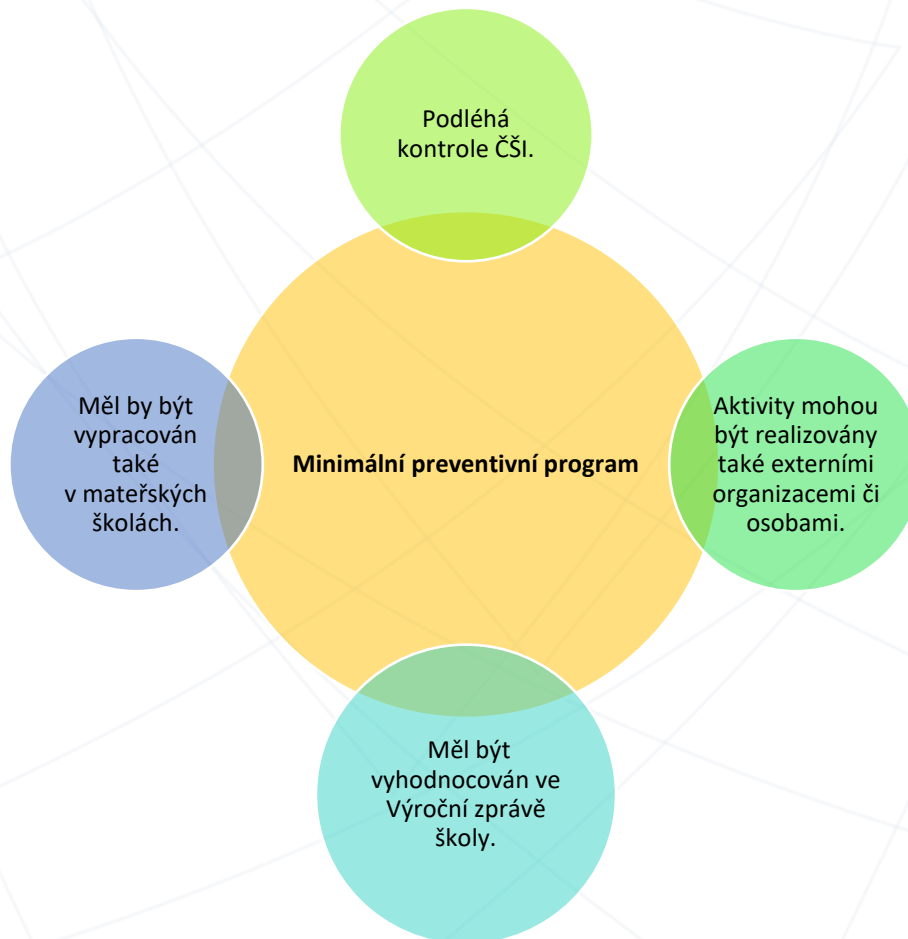 Podléhá
kontrole ČŠI.
Měl by být
vypracován
také
v mateřských
školách.
Minimální preventivní program
Aktivity mohou
být realizovány
také externími
organizacemi či
osobami.
Měl být
vyhodnocován ve
Výroční zprávě
školy.